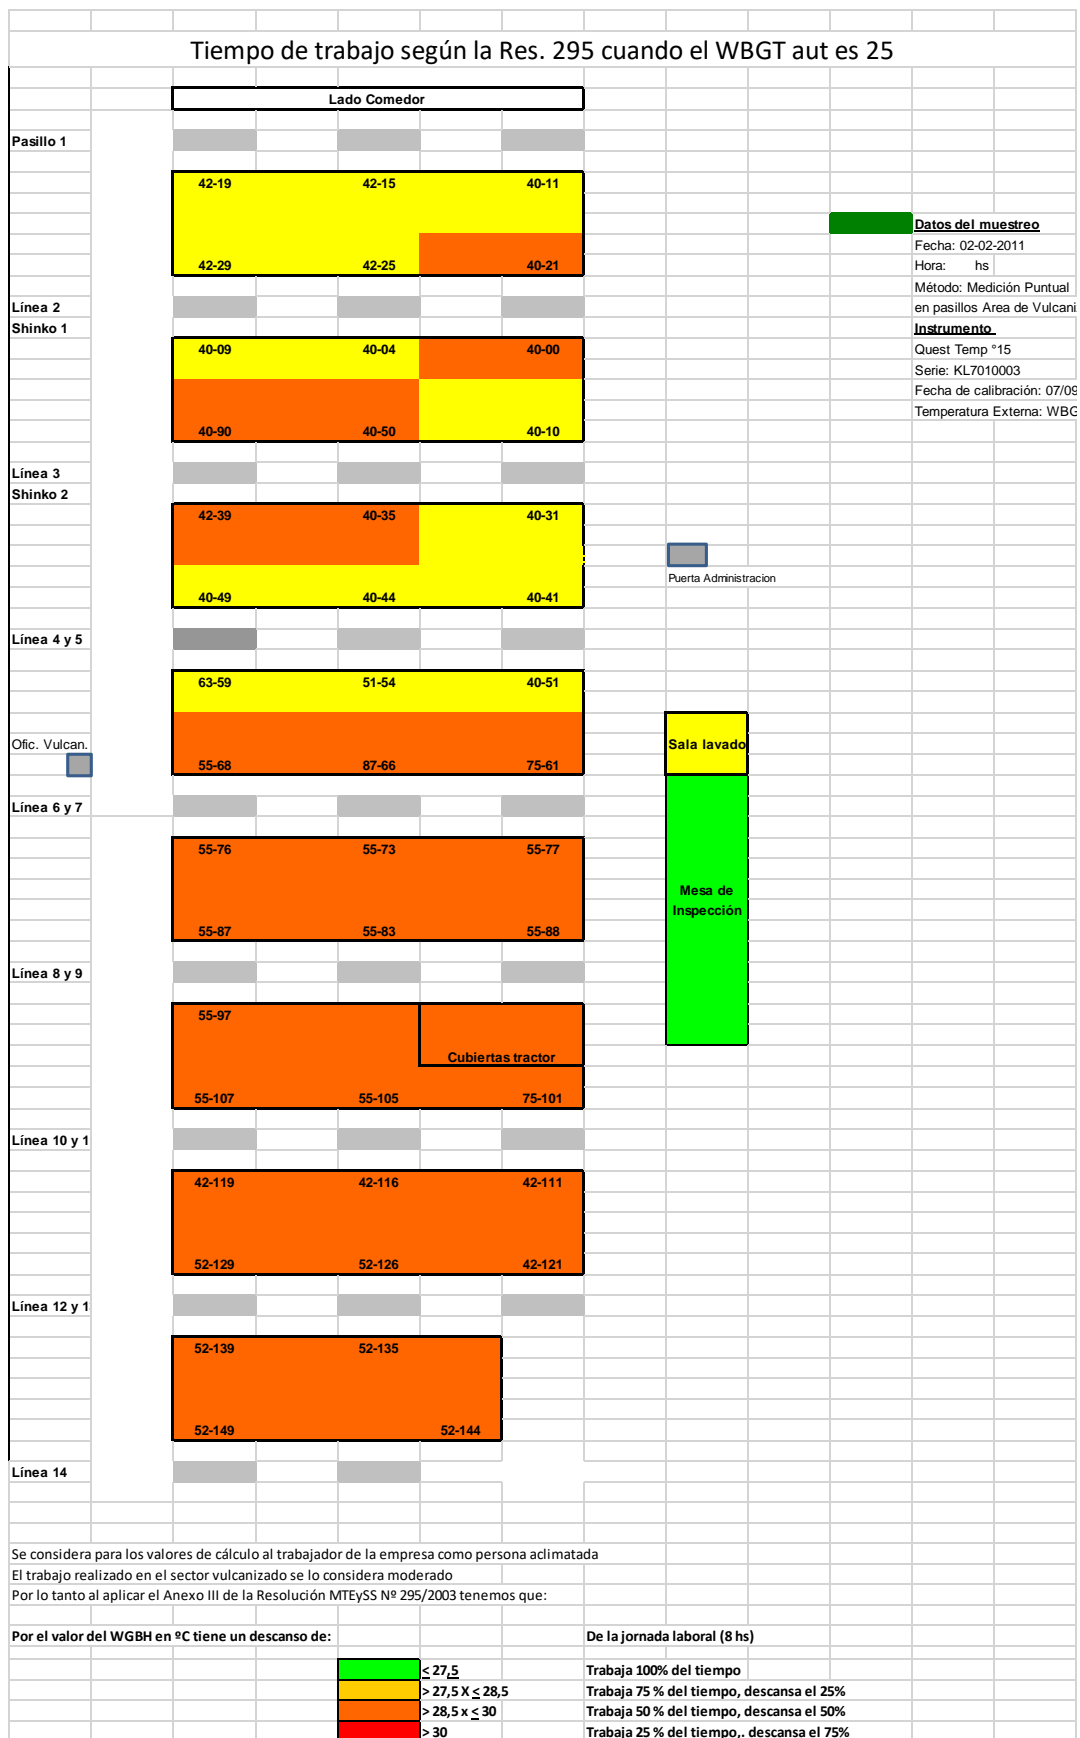 Tiempo de trabajo según la Res. 295 cuando el WBGT aut es 25
Lado Comedor
Pasillo 1
42-19 42-15 40-11
Datos del muestreo
Fecha: 02-02-2011
42-29 42-25 40-21
Hora: hs
Método: Medición Puntual
Línea 2
en pasillos Area de Vulcani
Shinko 1
Instrumento
40-09 40-04 40-00
Quest Temp °15
Serie: KL7010003
Fecha de calibración: 07/09
Temperatura Externa: WBG
40-90 40-50 40-10
Línea 3
Shinko 2
42-39 40-35 40-31
Puerta Administracion
40-49 40-44 40-41
Línea 4 y 5
63-59 51-54 40-51
Ofic. Vulcan.
Sala lavado
55-68 87-66 75-61
Línea 6 y 7
55-76 55-73 55-77
Mesa de
Inspección
55-87 55-83 55-88
Línea 8 y 9
55-97
Cubiertas tractor
55-107 55-105 75-101
Línea 10 y 1
42-119 42-116 42-111
52-129 52-126 42-121
Línea 12 y 1
52-139 52-135
52-149 52-144
Línea 14
Se considera para los valores de cálculo al trabajador de la empresa como persona aclimatada
El trabajo realizado en el sector vulcanizado se lo considera moderado
Por lo tanto al aplicar el Anexo III de la Resolución MTEySS Nº 295/2003 tenemos que:
Por el valor del WGBH en ºC tiene un descanso de: De la jornada laboral (8 hs)
≤ 27,5 Trabaja 100% del tiempo
> 27,5 X ≤ 28,5 Trabaja 75 % del tiempo, descansa el 25%
> 28,5 x ≤ 30 Trabaja 50 % del tiempo, descansa el 50%
> 30 Trabaja 25 % del tiempo,. descansa el 75%